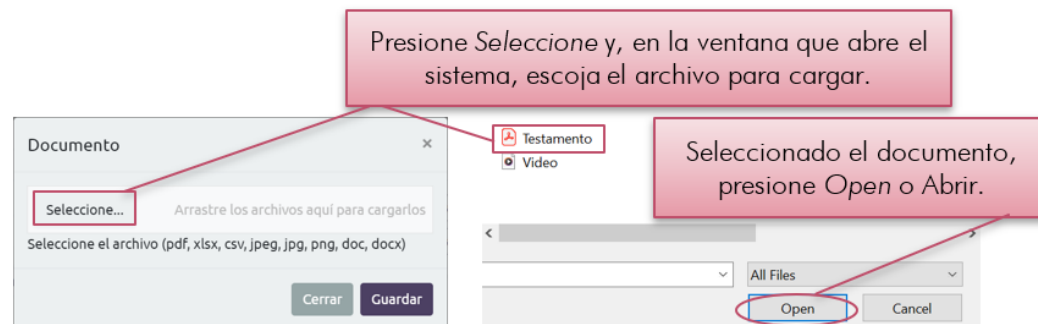 Presione Seleccione y, en la ventana que abre el
sistema, escoja el archivo para cargar.
Documento ×
Seleccione... Arrastre los archivos aquí para cargarlos
Seleccione el archivo (pdf, xlsx, csv, jpeg, jpg, png, doc, docx)
Cerrar Guardar
Testamento
Video
Seleccionado el documento,
presione Open o Abrir.
All Files
Open Cancel